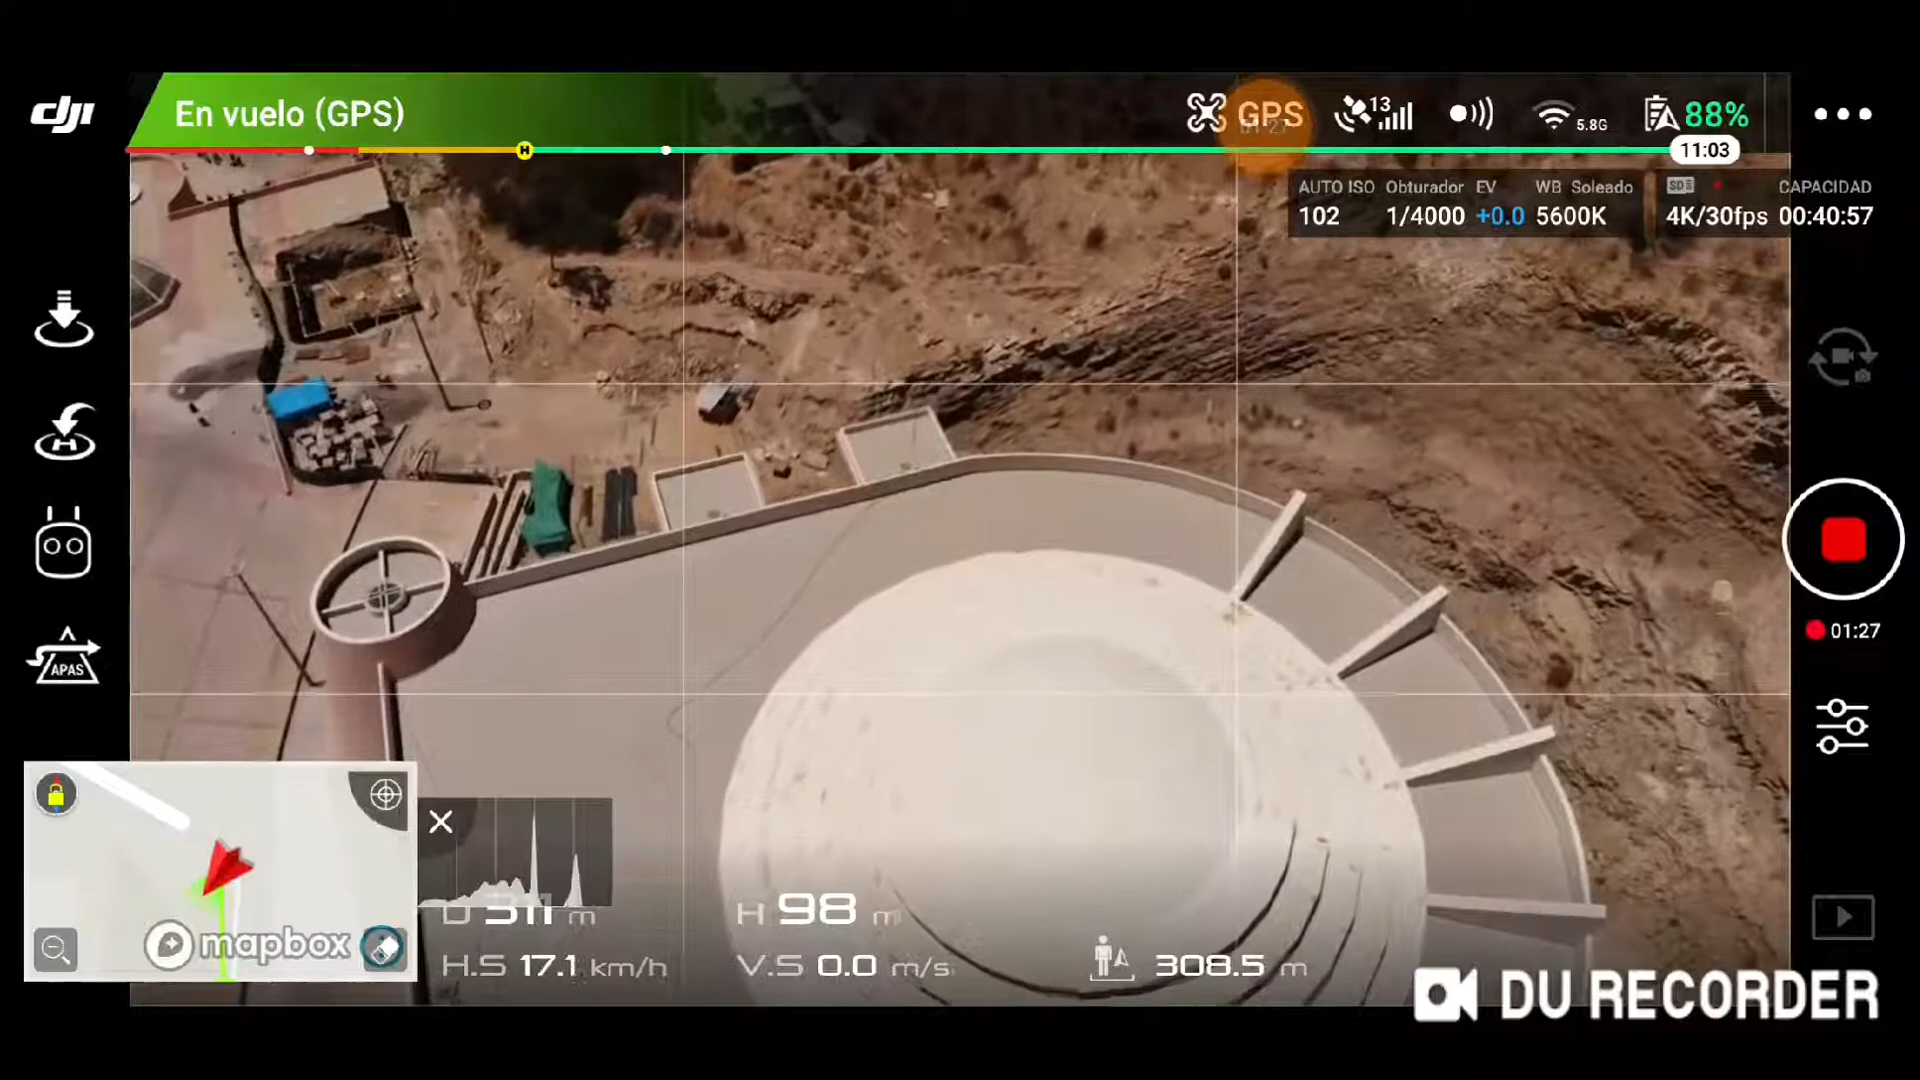 dji
En vuelo (GPS)
GPS
13
5.8G
88%
11:03
AUTO ISO Obturador EV WB Soleado
102 1/4000 +0.0 5600K
SD CAPACIDAD
4K/30fps 00:40:57
H
H
APAS
01:27
mapbox
D 311 m
H 98 m
H.S 17.1 km/h
V.S 0.0 m/s
308.5 m
DU RECORDER